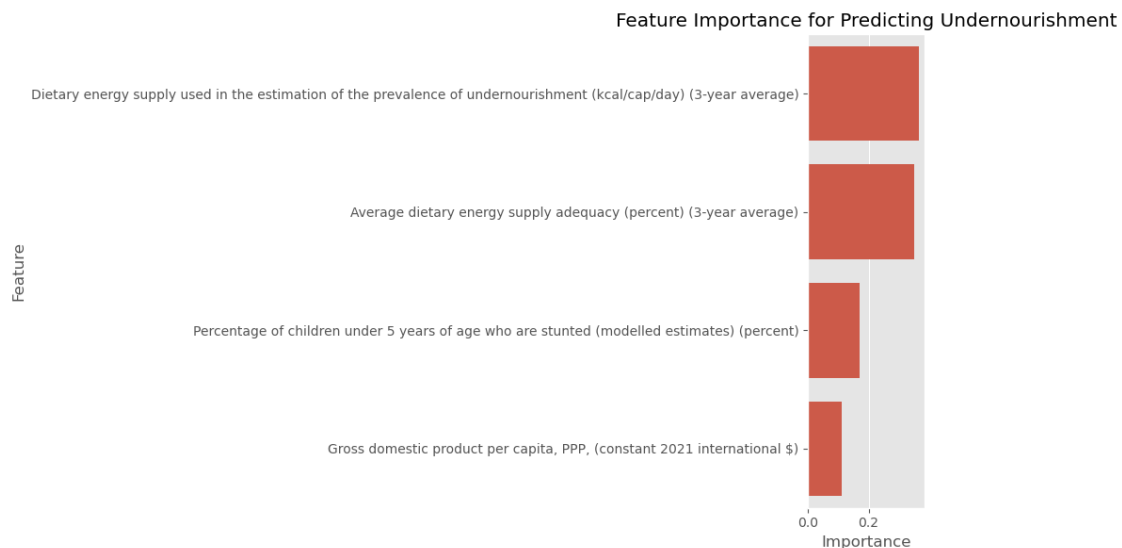 Feature Importance for Predicting Undernourishment
Dietary energy supply used in the estimation of the prevalence of undernourishment (kcal/cap/day) (3-year average)
Average dietary energy supply adequacy (percent) (3-year average)
Feature
Percentage of children under 5 years of age who are stunted (modelled estimates) (percent)
Gross domestic product per capita, PPP, (constant 2021 international $)
0.0 0.2
Importance